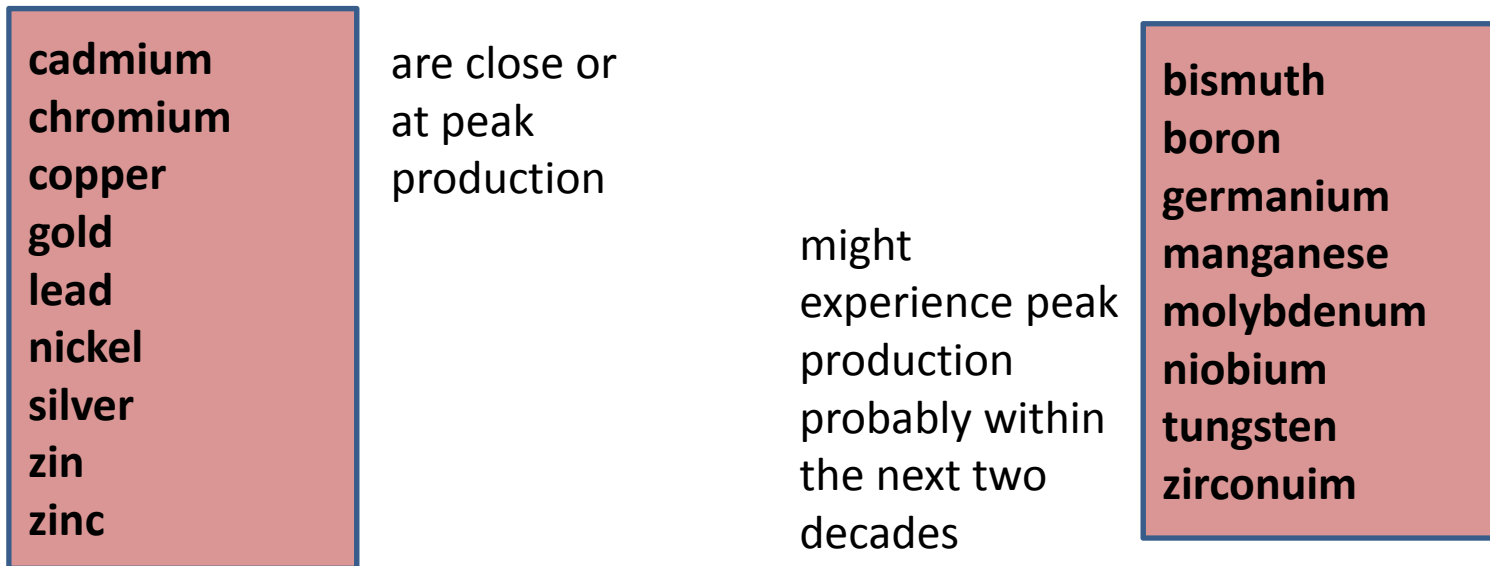 cadmium
chromium
copper
gold
lead
nickel
silver
zin
zinc
are close or
at peak
production
might
experience peak
production
probably within
the next two
decades
bismuth
boron
germanium
manganese
molybdenum
niobium
tungsten
zirconuim